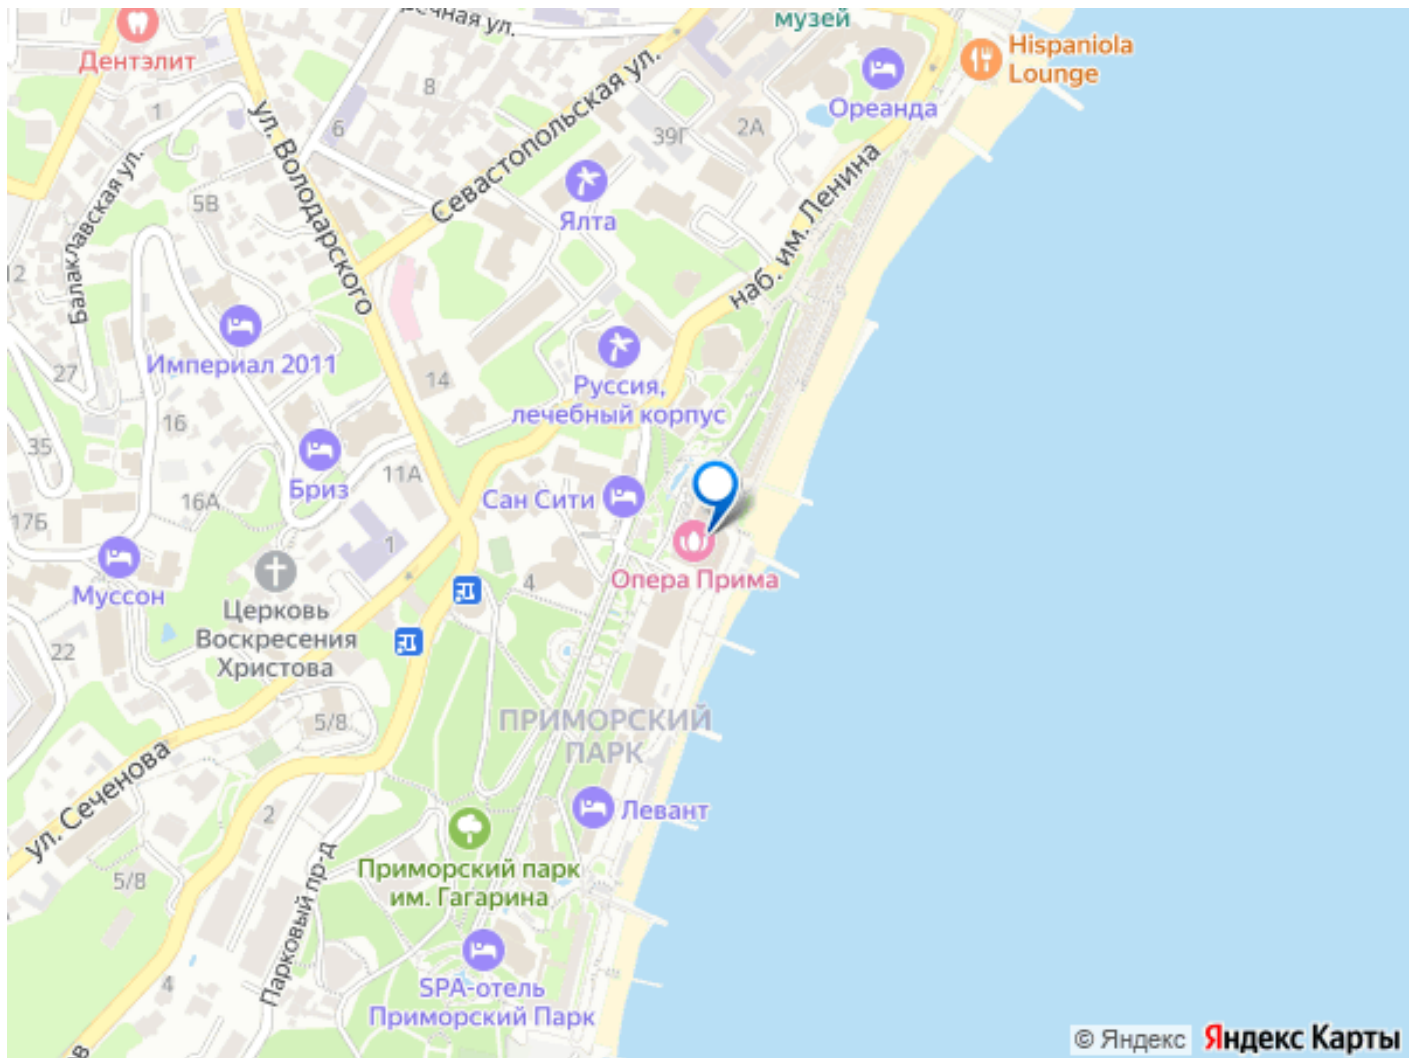 музей
Hispaniola
Lounge
Дентэлит
Ореанда
1
8
6
39Г
2А
ул. Володарского
Севастопольская ул.
Балаклавская ул.
5В
Ялта
наб. им. Ленина
12
Империал 2011
27
14
Руссия,
лечебный корпус
16
35
11А
Бриз
16А
Сан Сити
17Б
1
Муссон
4
Опера Прима
Церковь
Воскресения
Христова
22
5/8
ПРИМОРСКИЙ
ПАРК
ул. Сеченова
2
Левант
Парковый пр-д
5/8
Приморский парк
им. Гагарина
4
SPA-отель
Приморский Парк
© Яндекс Яндекс Карты